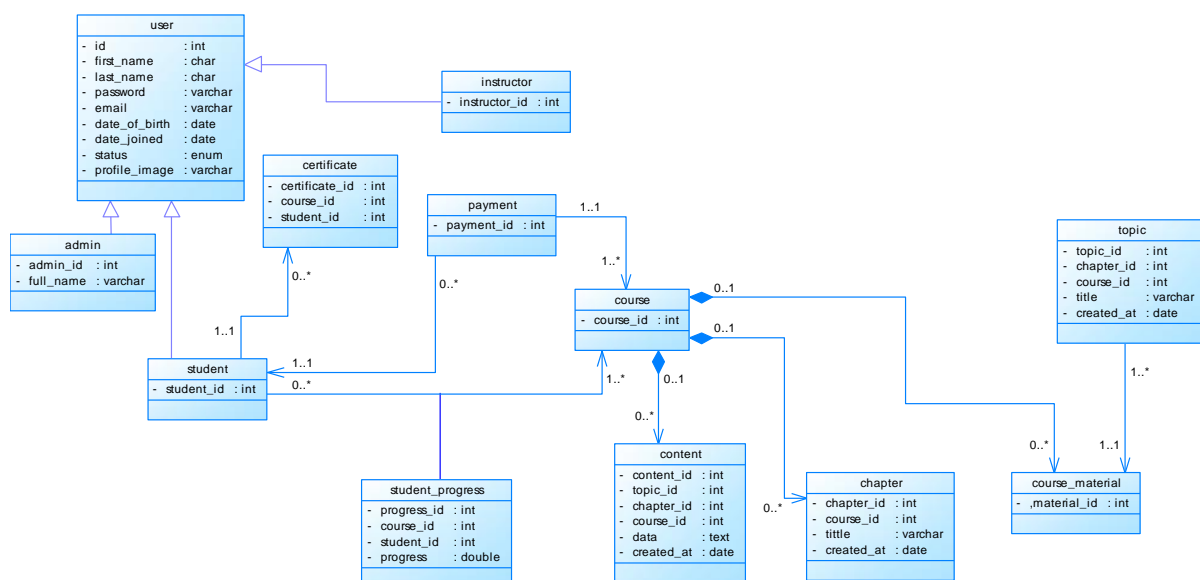 user
- id : int
- first_name : char
- last_name : char
- password : varchar
- email : varchar
- date_of_birth : date
- date_joined : date
- status : enum
- profile_image : varchar
instructor
- instructor_id : int
certificate
- certificate_id : int
- course_id : int
- student_id : int
payment
- payment_id : int
1..1
topic
- topic_id : int
- chapter_id : int
- course_id : int
- title : varchar
- created_at : date
admin
- admin_id : int
- full_name : varchar
0..*
0..*
1..*
course
- course_id : int
0..1
0..1
0..1
1..1
student
- student_id : int
1..1
0..*
1..*
1..*
0..*
content
- content_id : int
- topic_id : int
- chapter_id : int
- course_id : int
- data : text
- created_at : date
0..*
chapter
- chapter_id : int
- course_id : int
- tittle : varchar
- created_at : date
0..*
1..1
course_material
- ,material_id : int
student_progress
- progress_id : int
- course_id : int
- student_id : int
- progress : double